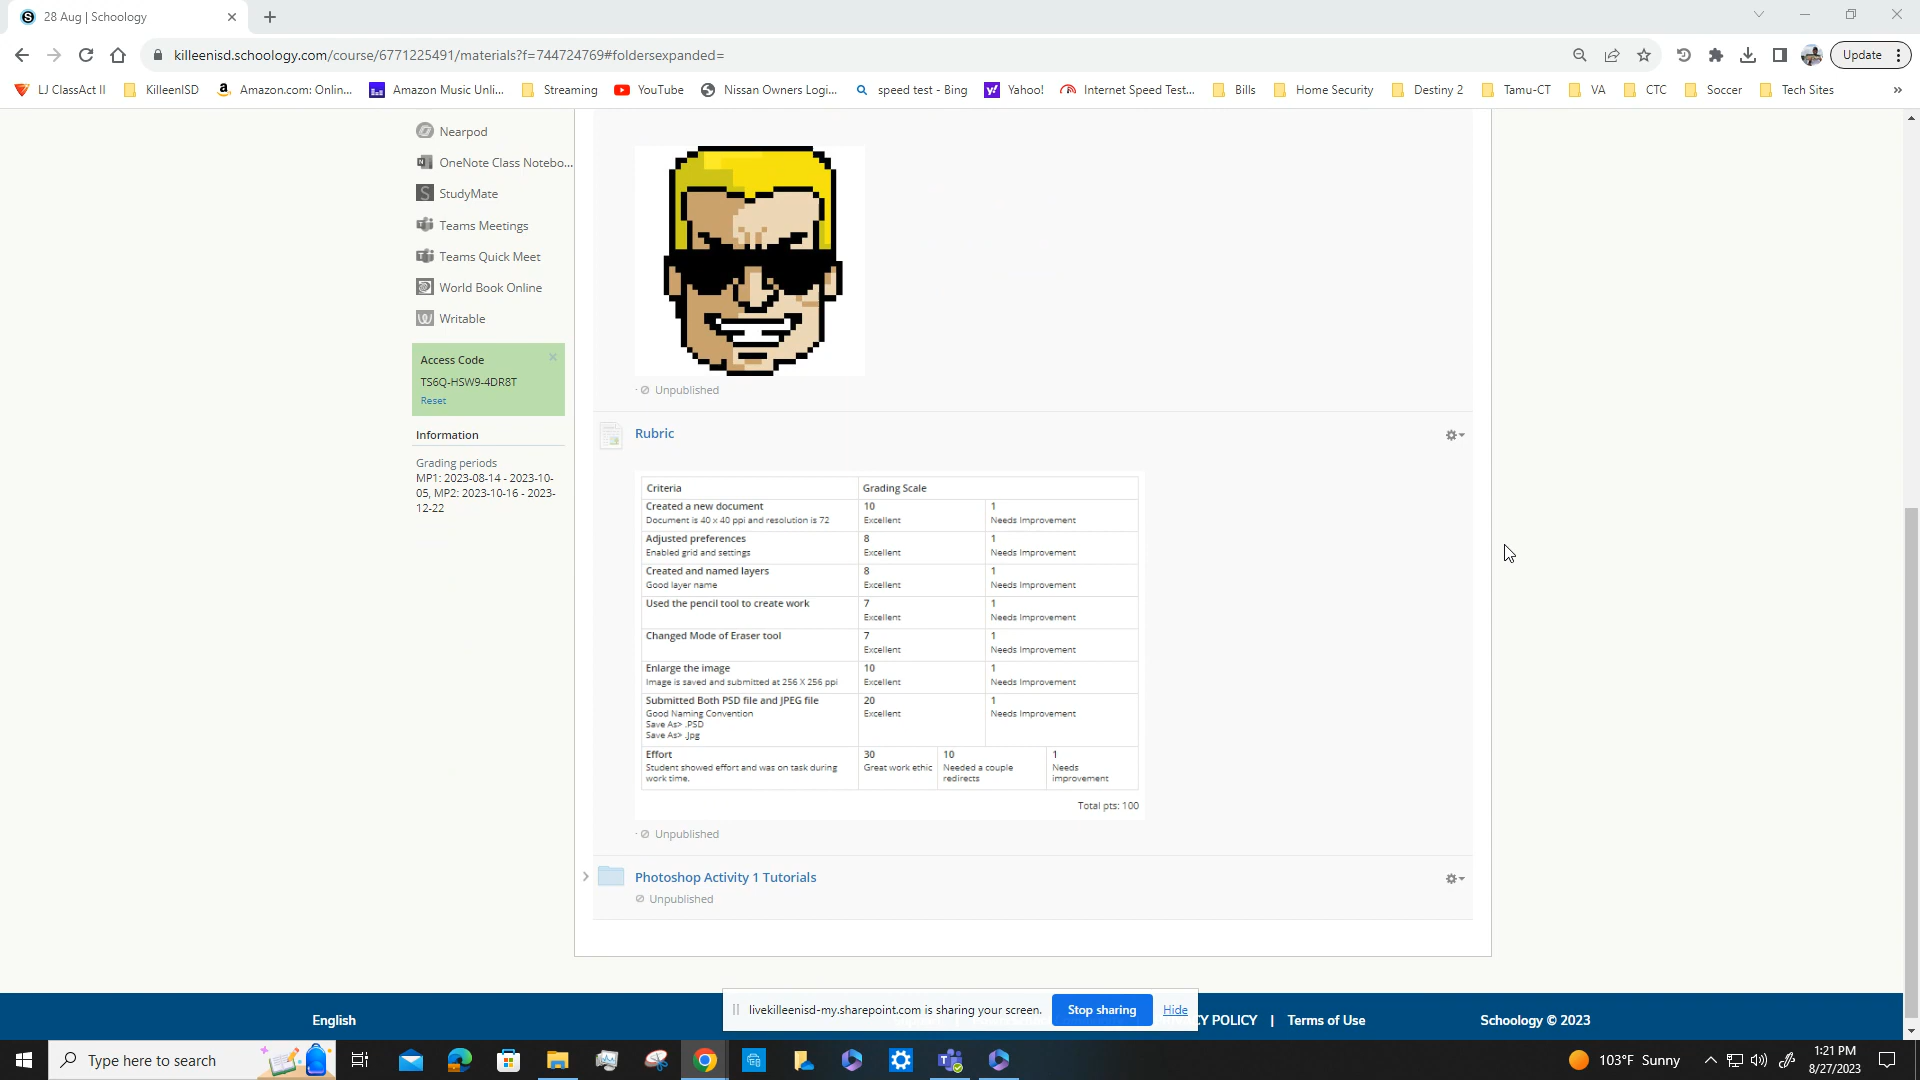 28 Aug | Schoology
killeenisd.schoology.com/course/6771225491/materials?f=744724769#foldersexpanded=
Update
LJ ClassAct II
KilleenISD
Amazon.com: Onlin...
Amazon Music Unli...
Streaming
YouTube
Nissan Owners Logi...
speed test - Bing
Yahoo!
Internet Speed Test...
Bills
Home Security
Destiny 2
Tamu-CT
VA
CTC
Soccer
Tech Sites
»
Nearpod
OneNote Class Notebo...
StudyMate
Teams Meetings
Teams Quick Meet
World Book Online
Writable
Access Code
TS6Q-HSW9-4DR8T
Reset
Information
Grading periods
MP1: 2023-08-14 - 2023-10-
05, MP2: 2023-10-16 - 2023-
12-22
· Unpublished
Rubric
Criteria Grading Scale
Created a new document 10 1
Document is 40 x 40 ppi and resolution is 72 Excellent Needs Improvement
Adjusted preferences 8 1
Enabled grid and settings Excellent Needs Improvement
Created and named layers 8 1
Good layer name Excellent Needs Improvement
Used the pencil tool to create work 7 1
Excellent Needs Improvement
Changed Mode of Eraser tool 7 1
Excellent Needs Improvement
Enlarge the image 10 1
Image is saved and submitted at 256 X 256 ppi Excellent Needs Improvement
Submitted Both PSD file and JPEG file 20 1
Good Naming Convention Excellent Needs Improvement
Save As> .PSD
Save As> .Jpg
Effort 30 10 1
Student showed effort and was on task during Great work ethic Needed a couple Needs
work time. redirects improvement
Total pts: 100
· Unpublished
Photoshop Activity 1 Tutorials
Unpublished
livekilleenisd-my.sharepoint.com is sharing your screen.
Stop sharing
Hide
English
CY POLICY | Terms of Use
Schoology © 2023
Type here to search
103°F Sunny
1:21 PM
8/27/2023